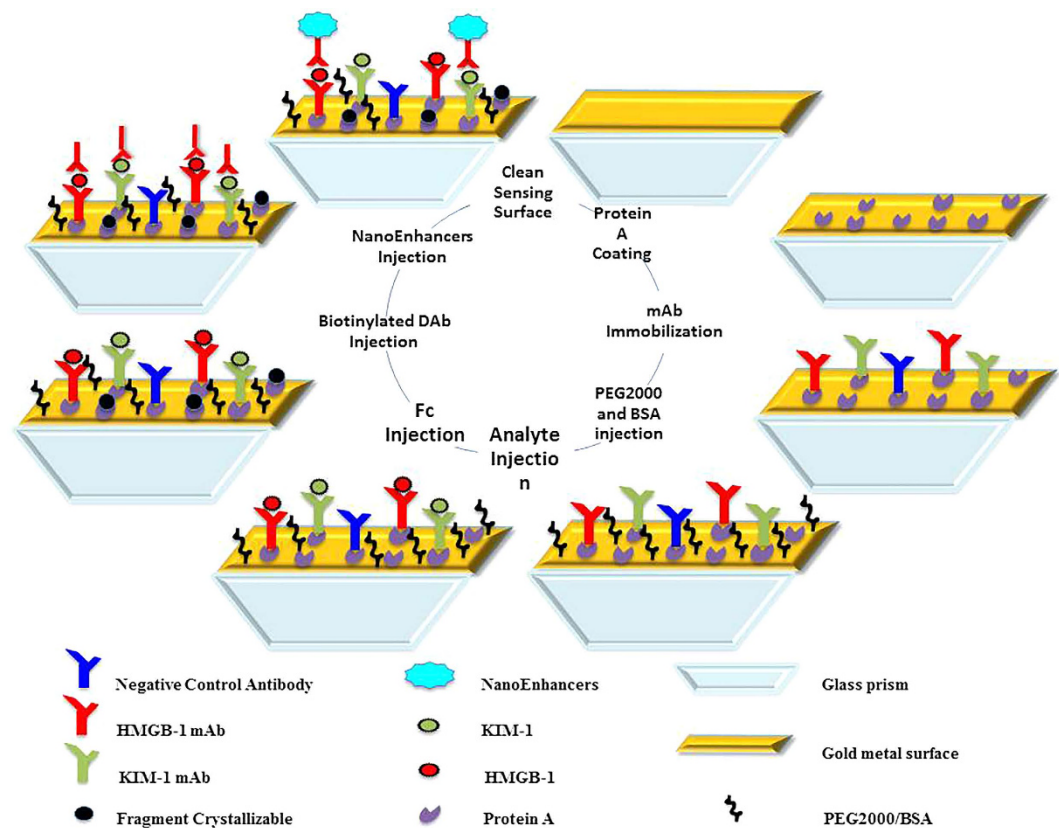 Clean
Sensing
Surface
Protein
A
Coating
mAb
Immobilization
PEG2000
and BSA
injection
Analyte
Injectio
n
Fc
Injection
Biotinylated DAb
Injection
NanoEnhancers
Injection
Negative Control Antibody
NanoEnhancers
Glass prism
HMGB-1 mAb
KIM-1
Gold metal surface
KIM-1 mAb
HMGB-1
Fragment Crystallizable
Protein A
PEG2000/BSA